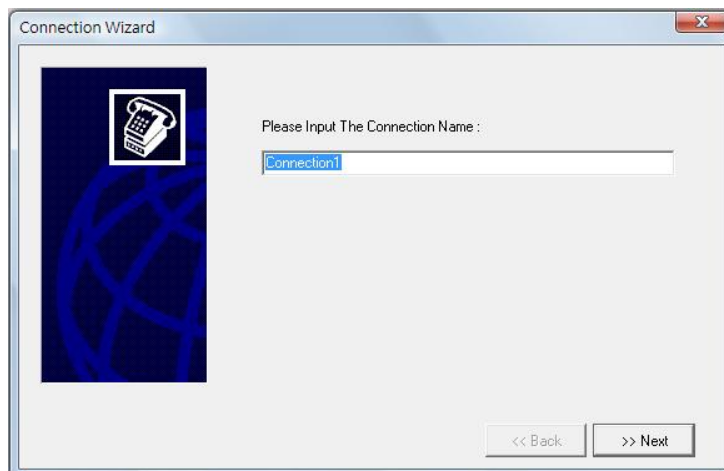 Connection Wizard
Please Input The Connection Name :
Connection1
<< Back
>> Next